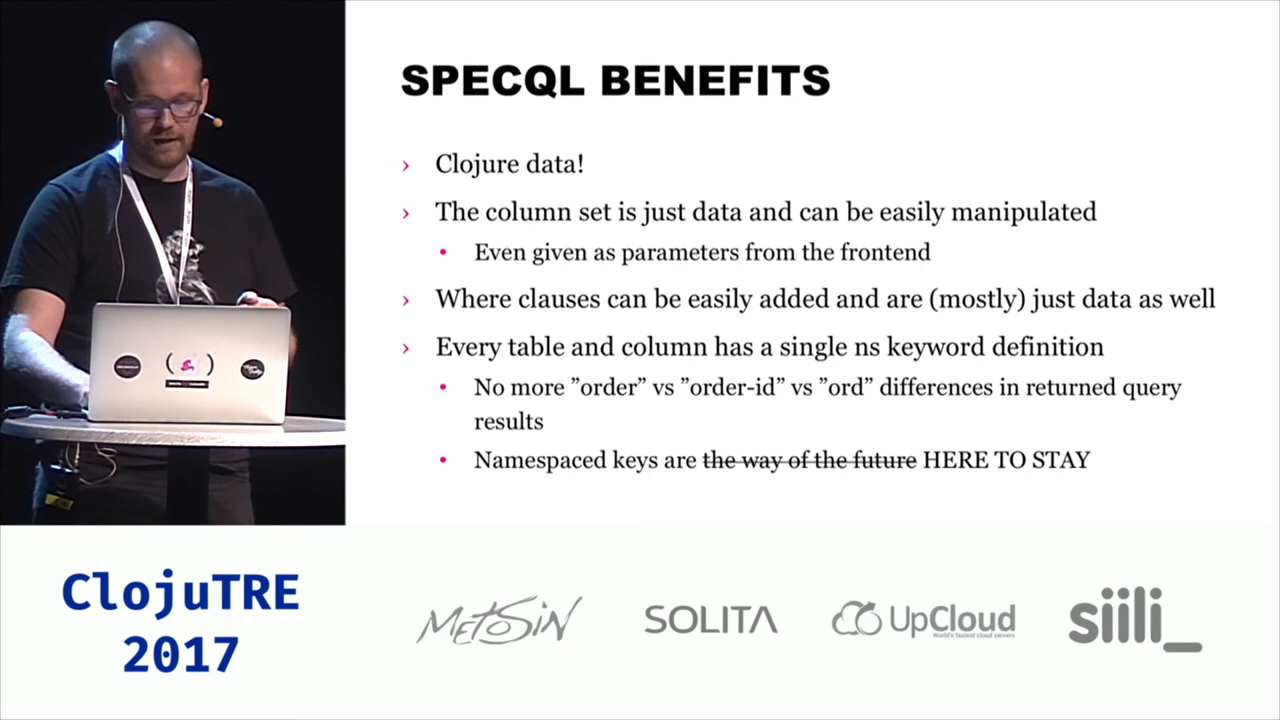 SPECQL BENEFITS
› Clojure data!
› The column set is just data and can be easily manipulated
• Even given as parameters from the frontend
› Where clauses can be easily added and are (mostly) just data as well
› Every table and column has a single ns keyword definition
• No more ”order” vs ”order-id” vs ”ord” differences in returned query
results
• Namespaced keys are the way of the future HERE TO STAY
ClojuTRE
2017
METOSIN
SOLITA
UpCloud
World's fastest cloud servers
siili_